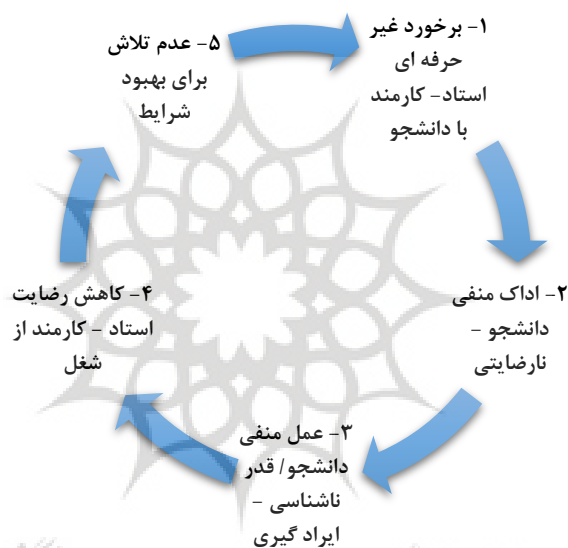 ۱- برخورد غیر
حرفه ای
استاد- کارمند
با دانشجو
۲- اداک منفی
دانشجو -
نارضایتی
۳- عمل منفی
دانشجو/ قدر
ناشناسی -
ایراد گیری
۴- کاهش رضایت
استاد - کارمند از
شغل
۵- عدم تلاش
برای بهبود
شرایط